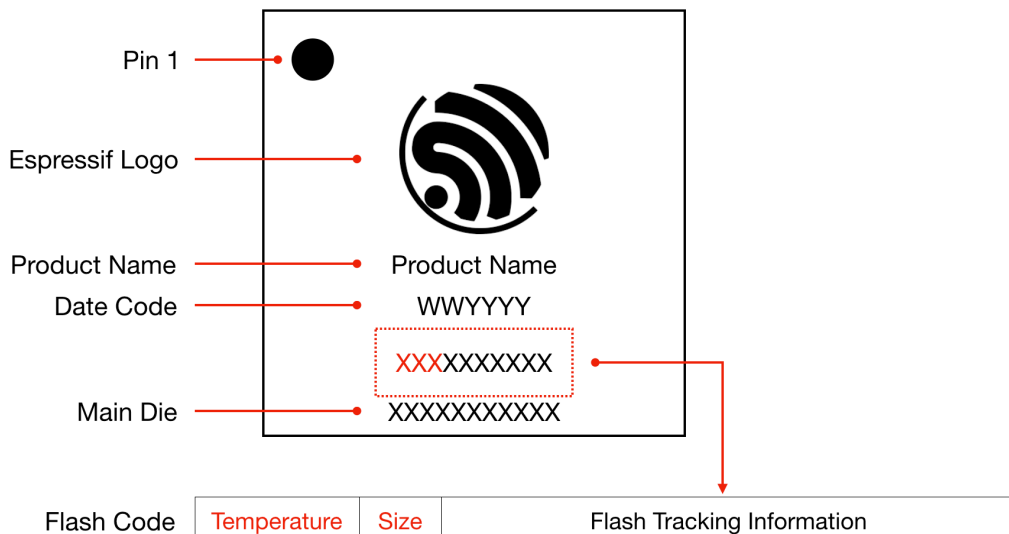 Pin 1
Espressif Logo
Product Name Product Name
Date Code WWYYYY
XXXXXXXXXX
Main Die XXXXXXXXXXX
Flash Code Temperature Size Flash Tracking Information